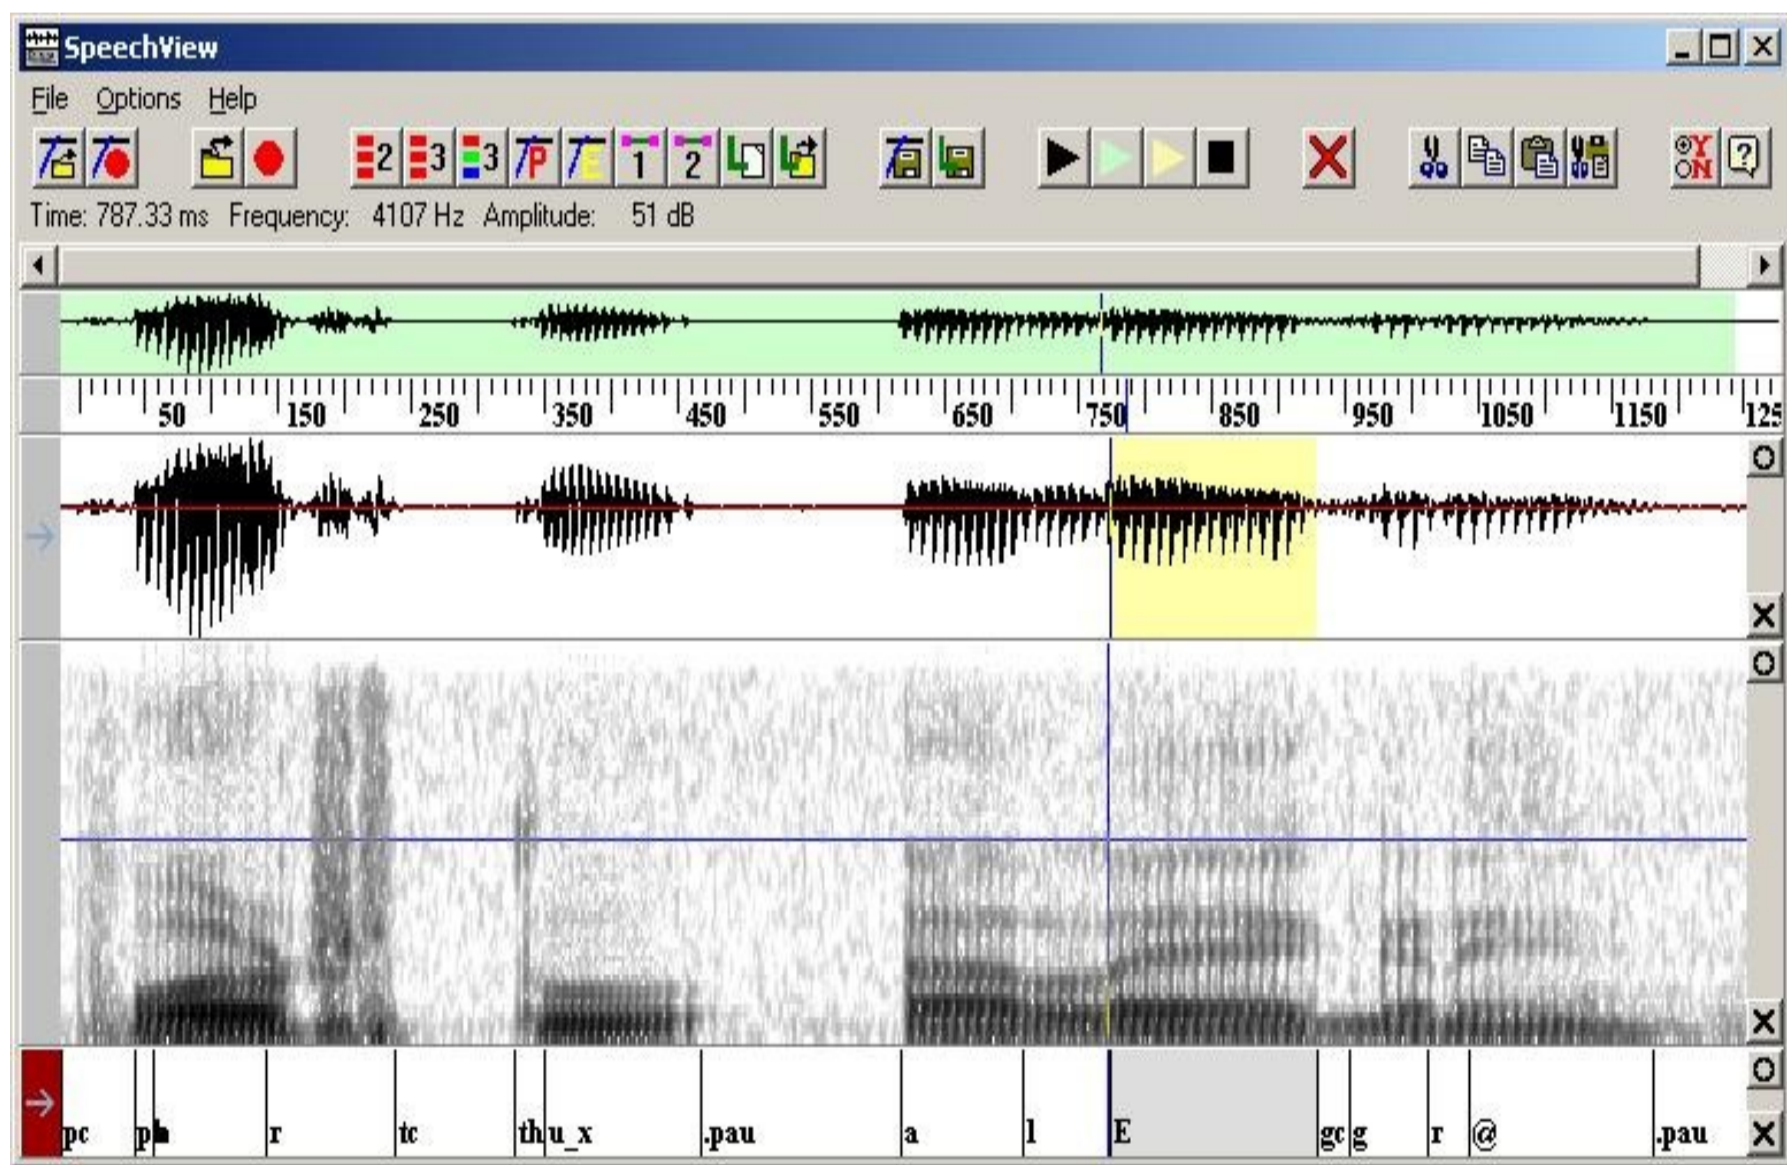 SpeechView
File Options Help
2 3 3 P E 1 2 Y N ?
Time: 787.33 ms Frequency: 4107 Hz Amplitude: 51 dB
50 150 250 350 450 550 650 750 850 950 1050 1150 125
pc r tc th u_x .pau a l E gc g r @ .pau